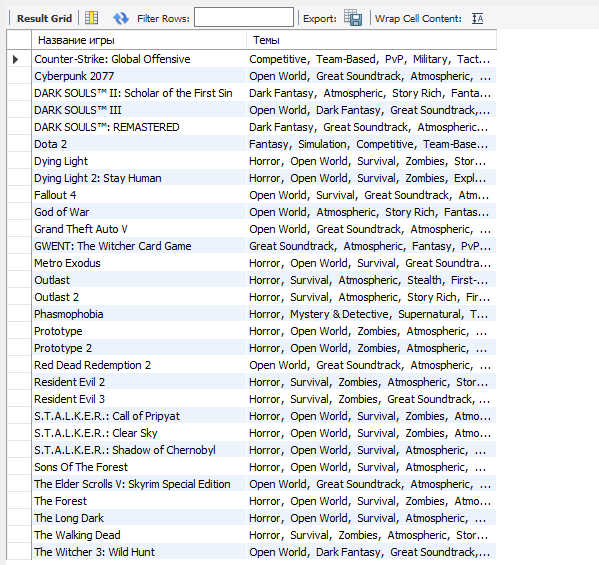 Result Grid Filter Rows: Export: Wrap Cell Content:
Название игры Темы
Counter-Strike: Global Offensive Competitive, Team-Based, PvP, Military, Tact...
Cyberpunk 2077 Open World, Great Soundtrack, Atmospheric, ...
DARK SOULS™ II: Scholar of the First Sin Dark Fantasy, Atmospheric, Story Rich, Fanta...
DARK SOULS™ III Open World, Dark Fantasy, Great Soundtrack,...
DARK SOULS™: REMASTERED Dark Fantasy, Great Soundtrack, Atmospheric...
Dota 2 Fantasy, Simulation, Competitive, Team-Base...
Dying Light Horror, Open World, Survival, Zombies, Stor...
Dying Light 2: Stay Human Horror, Open World, Survival, Zombies, Expl...
Fallout 4 Open World, Survival, Great Soundtrack, Atm...
God of War Open World, Atmospheric, Story Rich, Fantas...
Grand Theft Auto V Open World, Great Soundtrack, Atmospheric, ...
GWENT: The Witcher Card Game Great Soundtrack, Atmospheric, Fantasy, PvP...
Metro Exodus Horror, Open World, Survival, Great Soundtra...
Outlast Horror, Survival, Atmospheric, Stealth, First-...
Outlast 2 Horror, Survival, Atmospheric, Story Rich, Fir...
Phasmophobia Horror, Mystery & Detective, Supernatural, T...
Prototype Horror, Open World, Zombies, Atmospheric, ...
Prototype 2 Horror, Open World, Zombies, Atmospheric, ...
Red Dead Redemption 2 Open World, Great Soundtrack, Atmospheric, ...
Resident Evil 2 Horror, Survival, Zombies, Atmospheric, Stor...
Resident Evil 3 Horror, Survival, Zombies, Great Soundtrack, ...
S.T.A.L.K.E.R.: Call of Pripyat Horror, Open World, Survival, Zombies, Atmo...
S.T.A.L.K.E.R.: Clear Sky Horror, Open World, Survival, Zombies, Atmo...
S.T.A.L.K.E.R.: Shadow of Chernobyl Horror, Open World, Survival, Zombies, Atmo...
Sons Of The Forest Horror, Open World, Survival, Atmospheric, ...
The Elder Scrolls V: Skyrim Special Edition Open World, Great Soundtrack, Atmospheric, ...
The Forest Horror, Open World, Survival, Zombies, Atmo...
The Long Dark Horror, Open World, Survival, Atmospheric, ...
The Walking Dead Horror, Survival, Zombies, Atmospheric, Stor...
The Witcher 3: Wild Hunt Open World, Dark Fantasy, Great Soundtrack,...